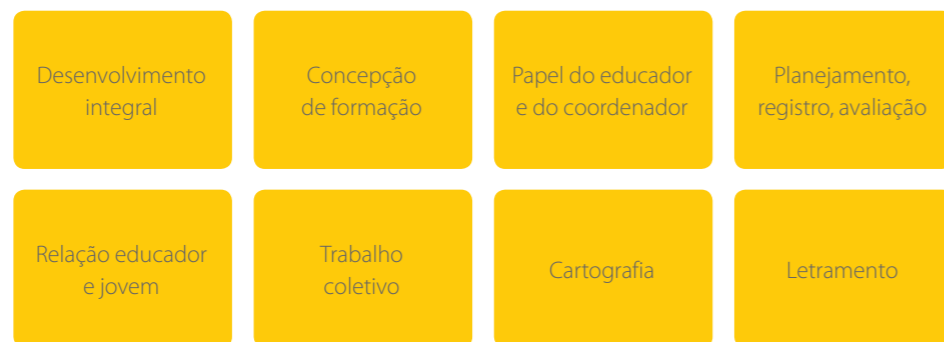 Desenvolvimento
integral
Concepção
de formação
Papel do educador
e do coordenador
Planejamento,
registro, avaliação
Relação educador
e jovem
Trabalho
coletivo
Cartografia
Letramento